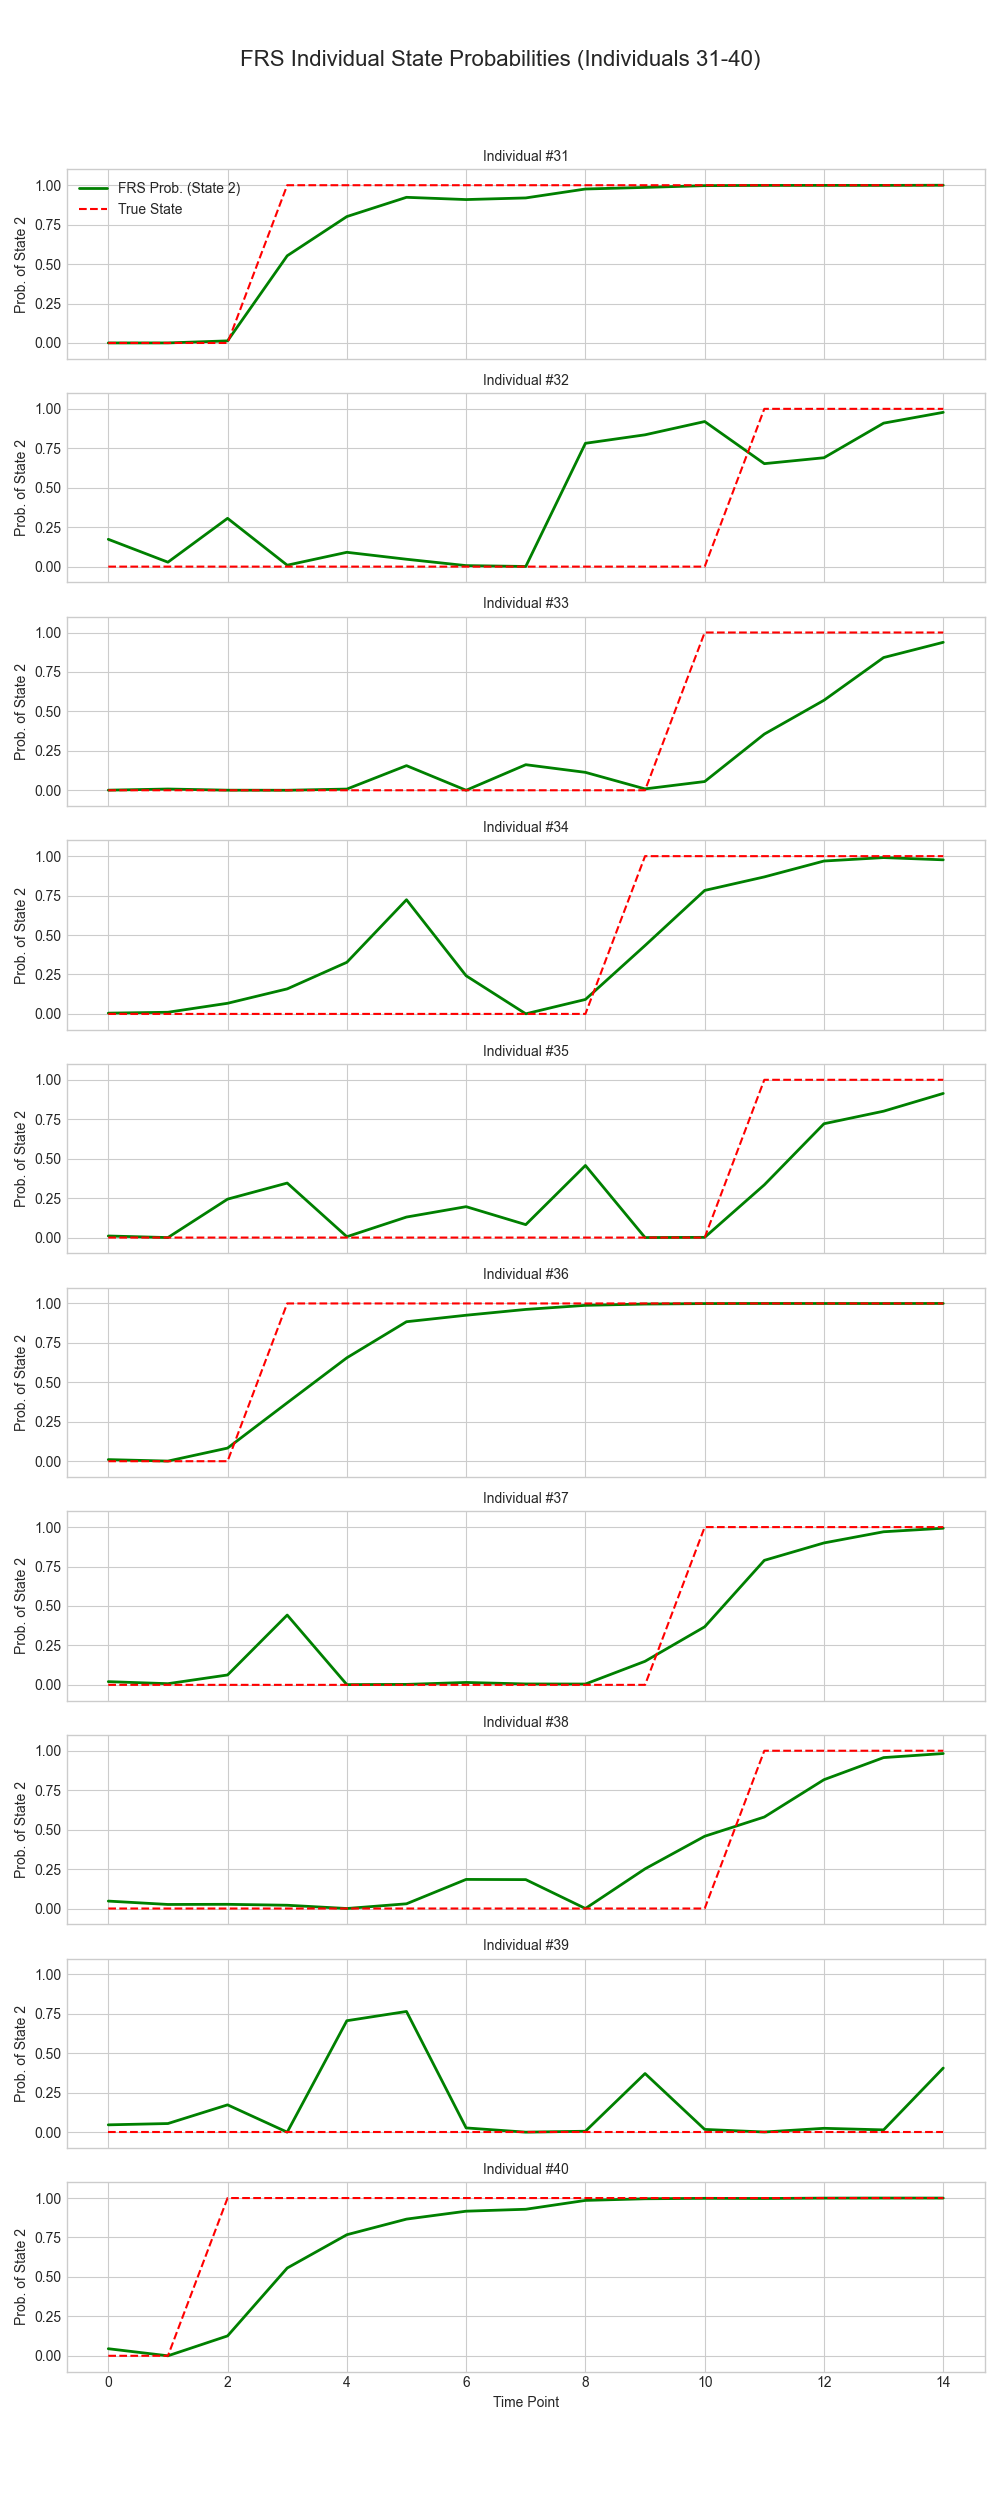 FRS Individual State Probabilities (Individuals 31-40)
Individual #31
FRS Prob. (State 2)
True State
1.00
0.75
0.50
0.25
0.00
Prob. of State 2
Individual #32
1.00
0.75
0.50
0.25
0.00
Prob. of State 2
Individual #33
1.00
0.75
0.50
0.25
0.00
Prob. of State 2
Individual #34
1.00
0.75
0.50
0.25
0.00
Prob. of State 2
Individual #35
1.00
0.75
0.50
0.25
0.00
Prob. of State 2
Individual #36
1.00
0.75
0.50
0.25
0.00
Prob. of State 2
Individual #37
1.00
0.75
0.50
0.25
0.00
Prob. of State 2
Individual #38
1.00
0.75
0.50
0.25
0.00
Prob. of State 2
Individual #39
1.00
0.75
0.50
0.25
0.00
Prob. of State 2
Individual #40
1.00
0.75
0.50
0.25
0.00
Prob. of State 2
0 2 4 6 8 10 12 14
Time Point